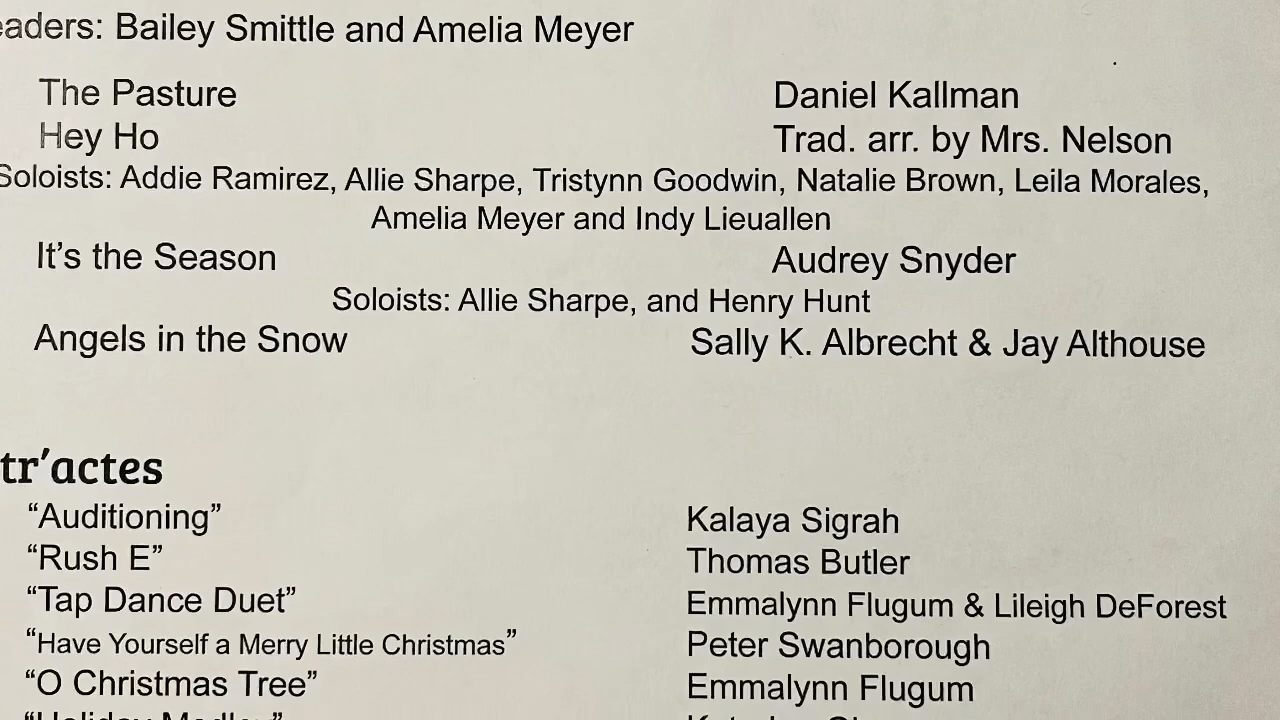 eaders: Bailey Smittle and Amelia Meyer
The Pasture Daniel Kallman
Hey Ho Trad. arr. by Mrs. Nelson
Soloists: Addie Ramirez, Allie Sharpe, Tristynn Goodwin, Natalie Brown, Leila Morales,
Amelia Meyer and Indy Lieuallen
It's the Season Audrey Snyder
Soloists: Allie Sharpe, and Henry Hunt
Angels in the Snow Sally K. Albrecht & Jay Althouse
tr'actes
“Auditioning” Kalaya Sigrah
“Rush E” Thomas Butler
“Tap Dance Duet” Emmalynn Flugum & Lileigh DeForest
“Have Yourself a Merry Little Christmas” Peter Swanborough
“O Christmas Tree” Emmalynn Flugum
“Holiday Medley”